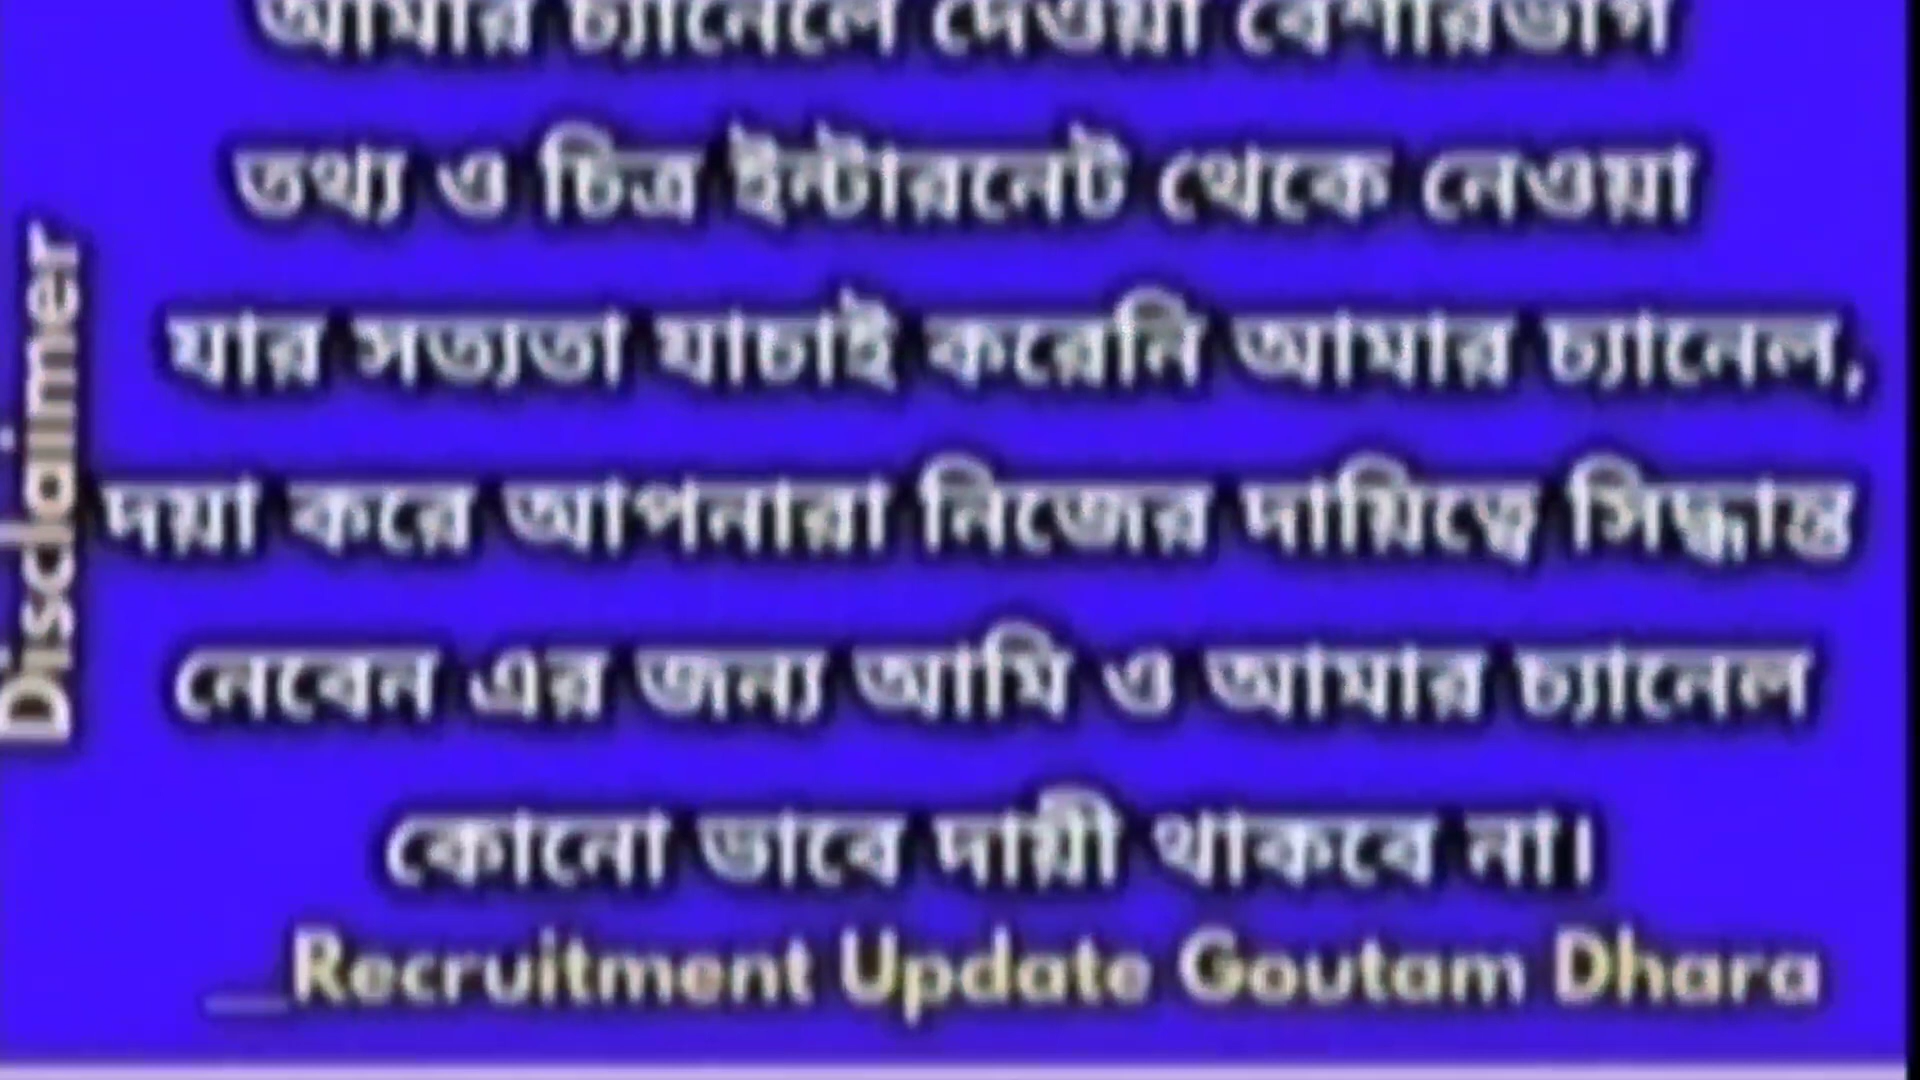 আমার চ্যানেলে দেওয়া বেশীরভাগ
তথ্য ও চিত্র ইন্টারনেট থেকে নেওয়া
যার সত্যতা যাচাই করেনি আমার চ্যানেল,
দয়া করে আপনারা নিজের দায়িত্বে সিদ্ধান্ত
নেবেন এর জন্য আমি ও আমার চ্যানেল
কোনো ভাবে দায়ী থাকবে না।
__Recruitment Update Goutam Dhara
Disclaimer